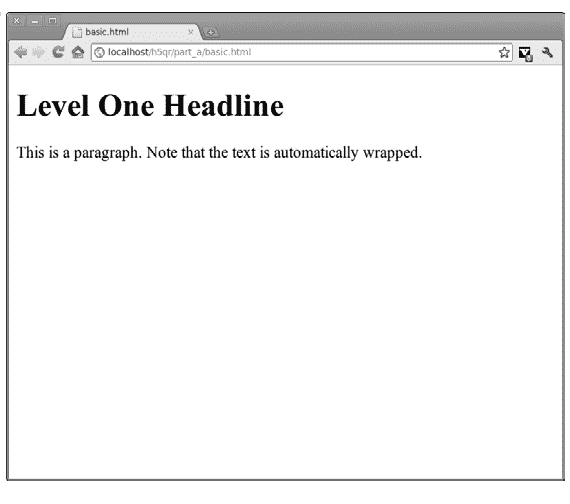 basic.html
localhost/h5qr/part_a/basic.html
Level One Headline
This is a paragraph. Note that the text is automatically wrapped.